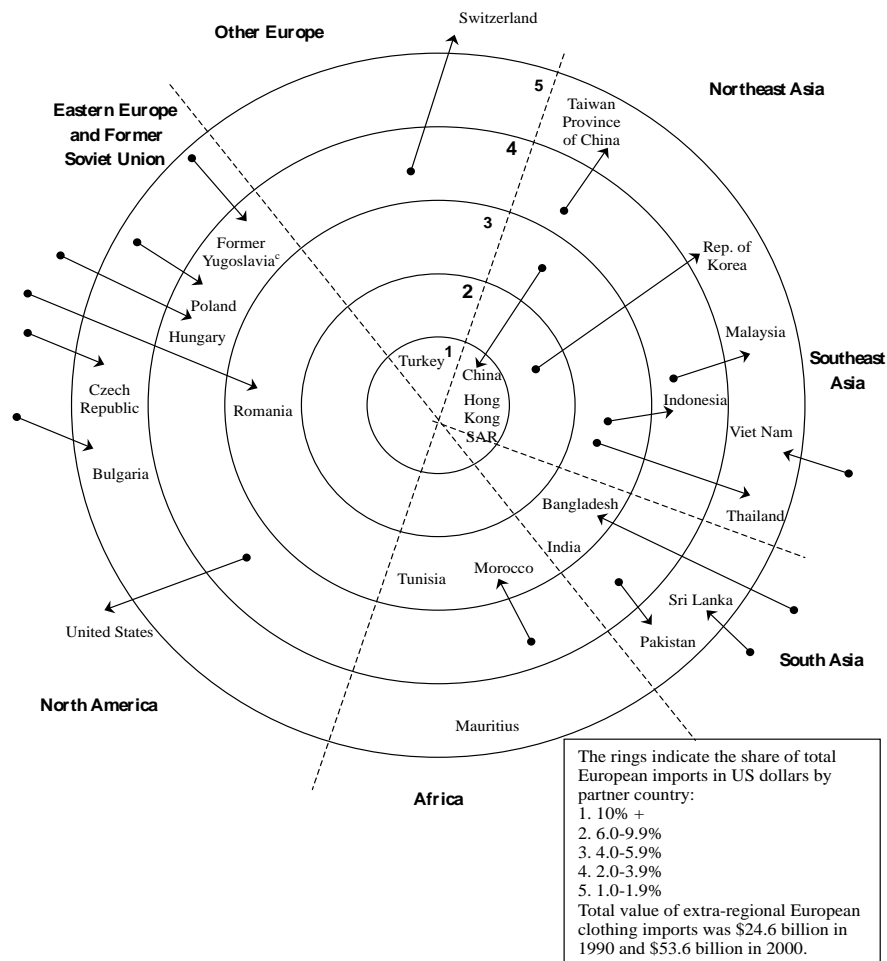 Switzerland
Other Europe
5
Northeast Asia
Taiwan
Province
of China
Eastern Europe
and Former
Soviet Union
4
3
Former
Yugoslaviaᶜ
Rep. of
Korea
2
Poland
Hungary
Malaysia
1
Turkey
China
Southeast
Asia
Czech
Republic
Romania
Hong
Kong
SAR
Indonesia
Viet Nam
Bulgaria
Bangladesh
Thailand
India
Tunisia
Morocco
Sri Lanka
United States
Pakistan
South Asia
North America
Mauritius
Africa
The rings indicate the share of total
European imports in US dollars by
partner country:
1. 10% +
2. 6.0-9.9%
3. 4.0-5.9%
4. 2.0-3.9%
5. 1.0-1.9%
Total value of extra-regional European
clothing imports was $24.6 billion in
1990 and $53.6 billion in 2000.